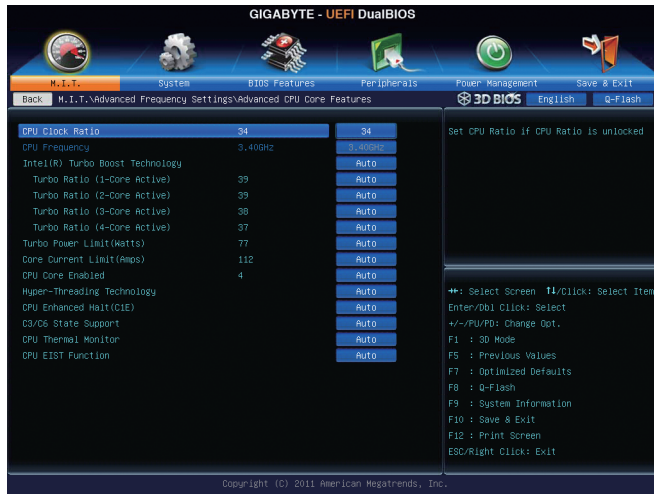 GIGABYTE - UEFI DualBIOS
M.I.T. System BIOS Features Peripherals Power Management Save & Exit
Back M.I.T.\Advanced Frequency Settings\Advanced CPU Core Features 3D BIOS English Q-Flash
CPU Clock Ratio 34 34
CPU Frequency 3.40GHz 3.40GHz
Intel(R) Turbo Boost Technology Auto
Turbo Ratio (1-Core Active) 39 Auto
Turbo Ratio (2-Core Active) 39 Auto
Turbo Ratio (3-Core Active) 38 Auto
Turbo Ratio (4-Core Active) 37 Auto
Turbo Power Limit(Watts) 77 Auto
Core Current Limit(Amps) 112 Auto
CPU Core Enabled 4 Auto
Hyper-Threading Technology Auto
CPU Enhanced Halt(C1E) Auto
C3/C6 State Support Auto
CPU Thermal Monitor Auto
CPU EIST Function Auto
Set CPU Ratio if CPU Ratio is unlocked
→←: Select Screen ↑↓/Click: Select Item
Enter/Dbl Click: Select
+/-/PU/PD: Change Opt.
F1 : 3D Mode
F5 : Previous Values
F7 : Optimized Defaults
F8 : Q-Flash
F9 : System Information
F10 : Save & Exit
F12 : Print Screen
ESC/Right Click: Exit
Copyright (C) 2011 American Megatrends, Inc.